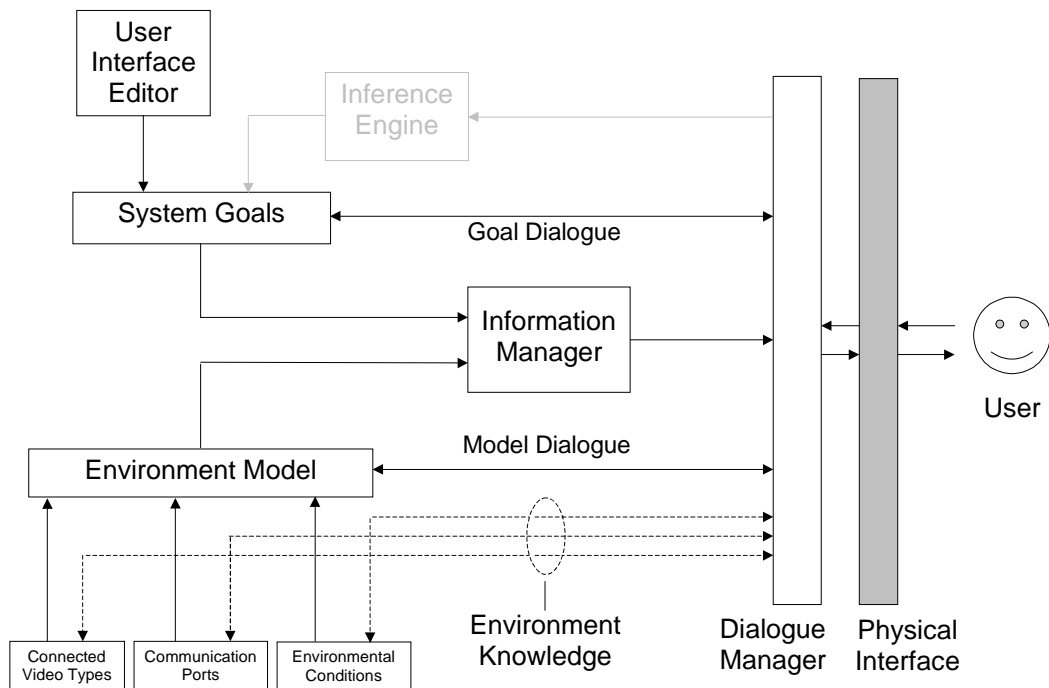 User
Interface
Editor
Inference
Engine
System Goals
Goal Dialogue
Information
Manager
User
Model Dialogue
Environment Model
Environment
Knowledge
Dialogue
Manager
Physical
Interface
Connected
Video Types
Communication
Ports
Environmental
Conditions